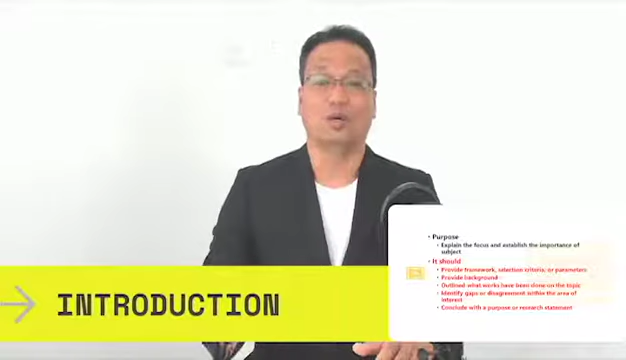 • Purpose
• Explain the focus and establish the importance of
subject
• It should
• Provide framework, selection criteria, or parameters
• Provide background
• Outlined what works have been done on the topic
• Identify gaps or disagreement within the area of
interest
• Conclude with a purpose or research statement
INTRODUCTION